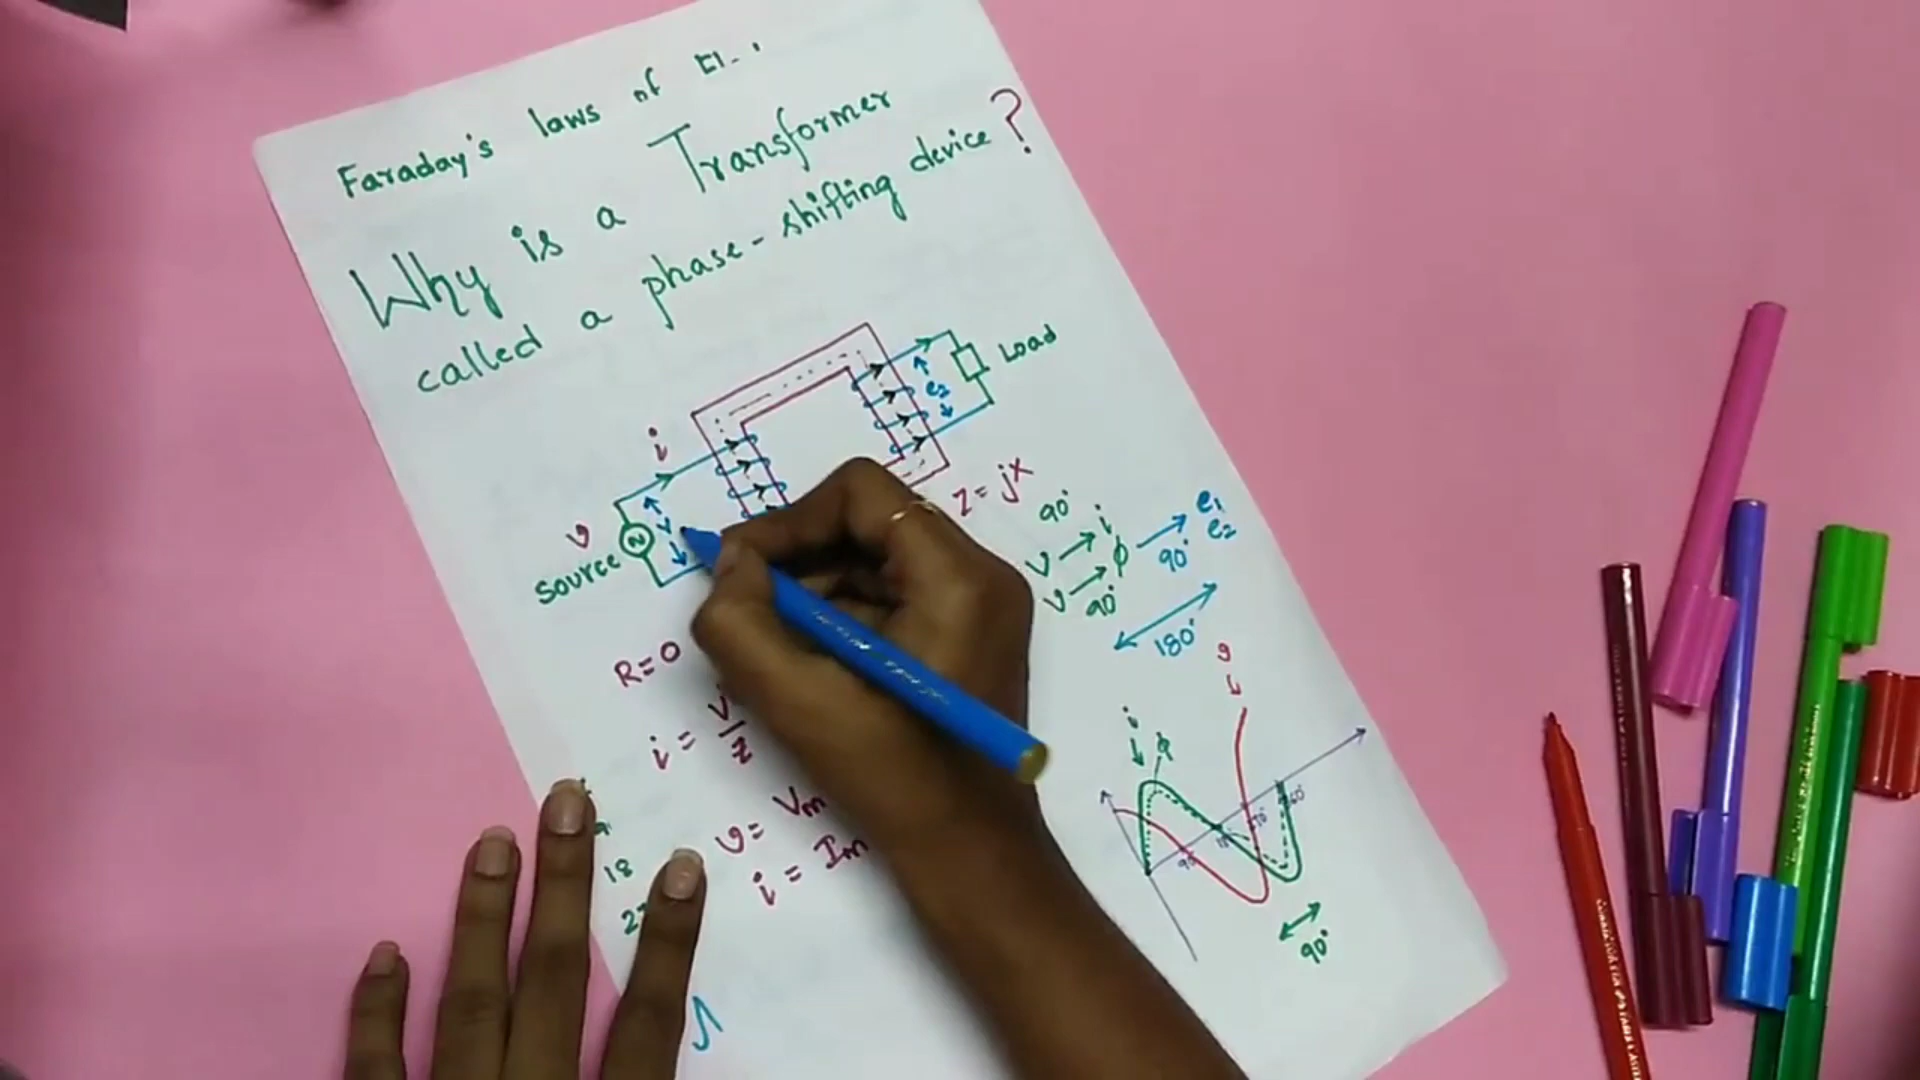 Faraday's laws of
Why is a Transformer
called a phase-shifting device?
Load
e2
i
v
Source
Z = jX
90°
V → i
V → φ → e1
e2
90°
90°
180°
R=0
i = V/Z
v = Vm
i = Im
18
v
i
φ
90°